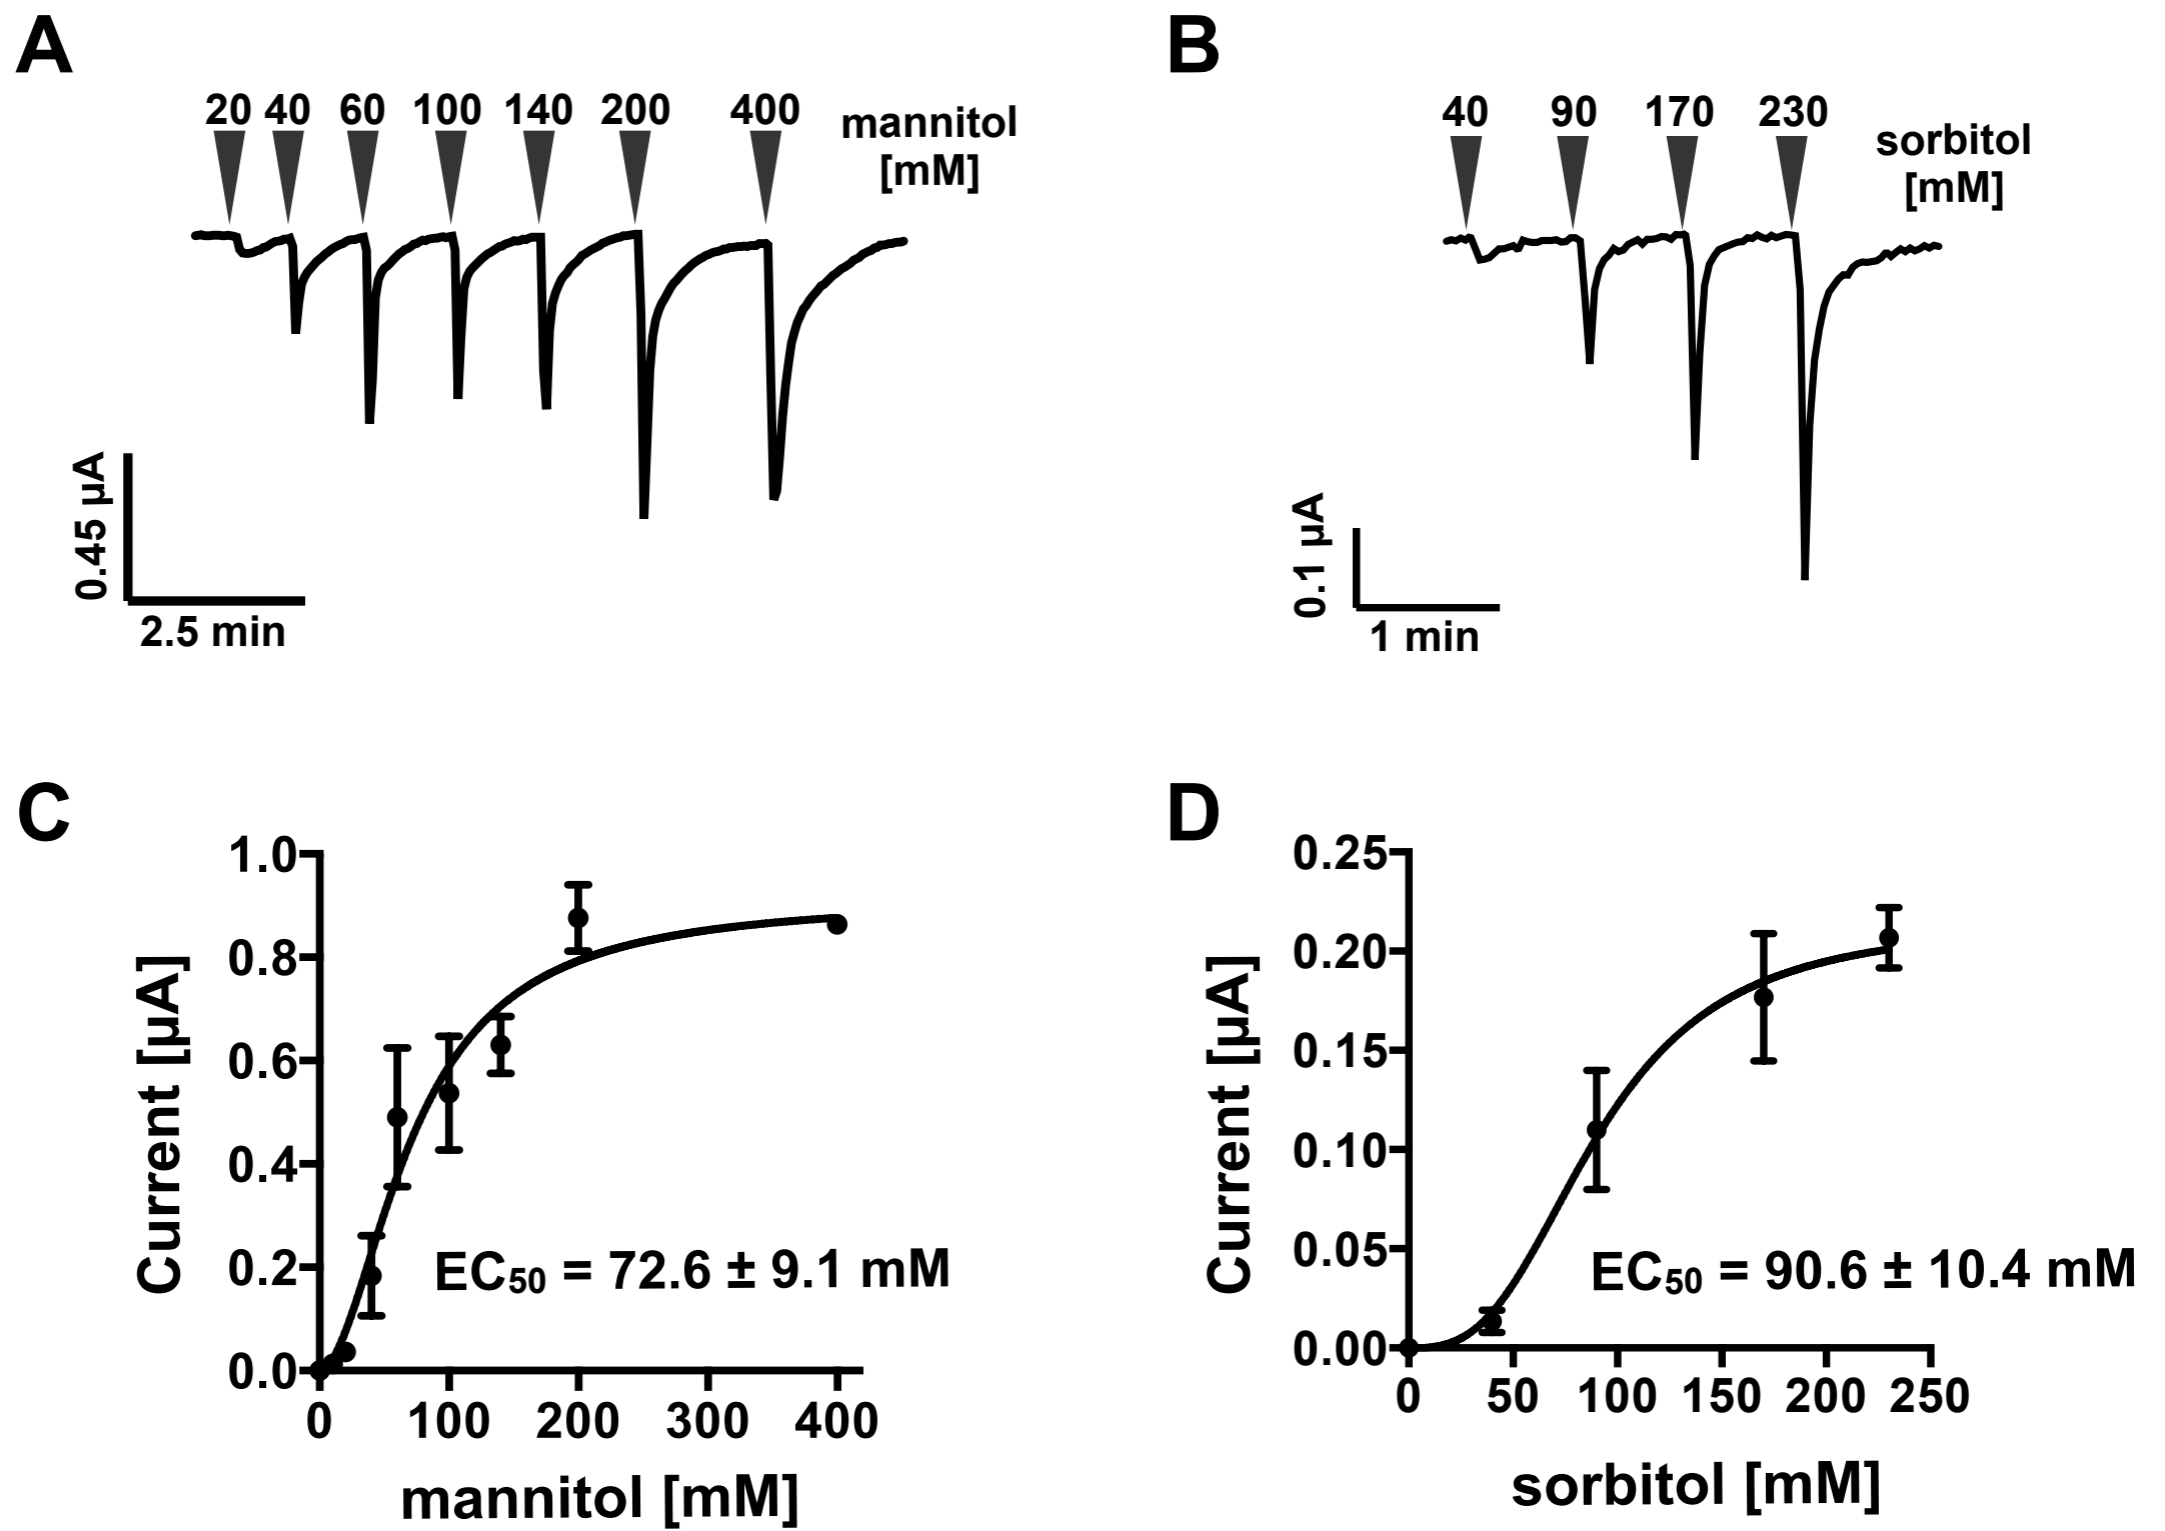 A
20 40 60 100 140 200 400
mannitol
[mM]
0.45 µA
2.5 min
B
40 90 170 230
sorbitol
[mM]
0.1 µA
1 min
C
1.0
0.8
0.6
0.4
0.2
0.0
Current [µA]
EC₅₀ = 72.6 ± 9.1 mM
0 100 200 300 400
mannitol [mM]
D
0.25
0.20
0.15
0.10
0.05
0.00
Current [µA]
EC₅₀ = 90.6 ± 10.4 mM
0 50 100 150 200 250
sorbitol [mM]